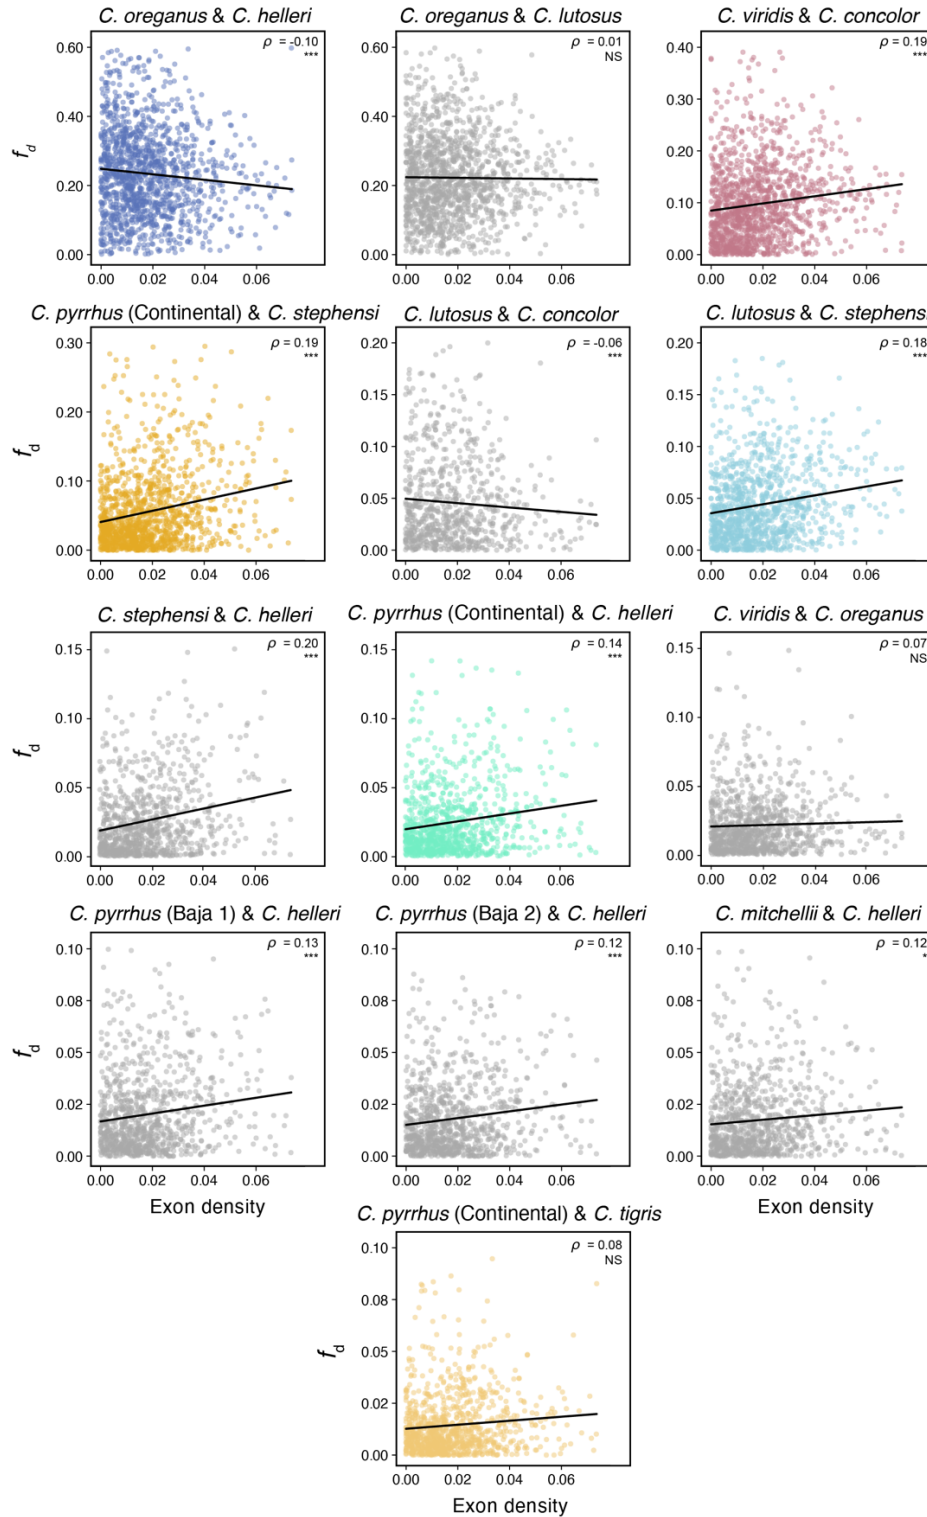 C. oreganus & C. helleri
C. oreganus & C. lutosus
C. viridis & C. concolor
ρ = -0.10
***
ρ = 0.01
NS
ρ = 0.19
***
fd
0.60
0.40
0.20
0.00
0.00 0.02 0.04 0.06
0.60
0.40
0.20
0.00
0.00 0.02 0.04 0.06
0.40
0.30
0.20
0.10
0.00
0.00 0.02 0.04 0.06
C. pyrrhus (Continental) & C. stephensi
C. lutosus & C. concolor
C. lutosus & C. stephensi
ρ = 0.19
***
ρ = -0.06
***
ρ = 0.18
***
fd
0.30
0.20
0.10
0.00
0.00 0.02 0.04 0.06
0.20
0.15
0.10
0.05
0.00
0.00 0.02 0.04 0.06
0.20
0.15
0.10
0.05
0.00
0.00 0.02 0.04 0.06
C. stephensi & C. helleri
C. pyrrhus (Continental) & C. helleri
C. viridis & C. oreganus
ρ = 0.20
***
ρ = 0.14
***
ρ = 0.07
NS
fd
0.15
0.10
0.05
0.00
0.00 0.02 0.04 0.06
0.15
0.10
0.05
0.00
0.00 0.02 0.04 0.06
0.15
0.10
0.05
0.00
0.00 0.02 0.04 0.06
C. pyrrhus (Baja 1) & C. helleri
C. pyrrhus (Baja 2) & C. helleri
C. mitchellii & C. helleri
ρ = 0.13
***
ρ = 0.12
***
ρ = 0.12
*
fd
0.10
0.08
0.05
0.02
0.00
0.00 0.02 0.04 0.06
Exon density
0.10
0.08
0.05
0.02
0.00
0.00 0.02 0.04 0.06
0.10
0.08
0.05
0.02
0.00
0.00 0.02 0.04 0.06
Exon density
C. pyrrhus (Continental) & C. tigris
ρ = 0.08
NS
fd
0.10
0.08
0.05
0.02
0.00
0.00 0.02 0.04 0.06
Exon density